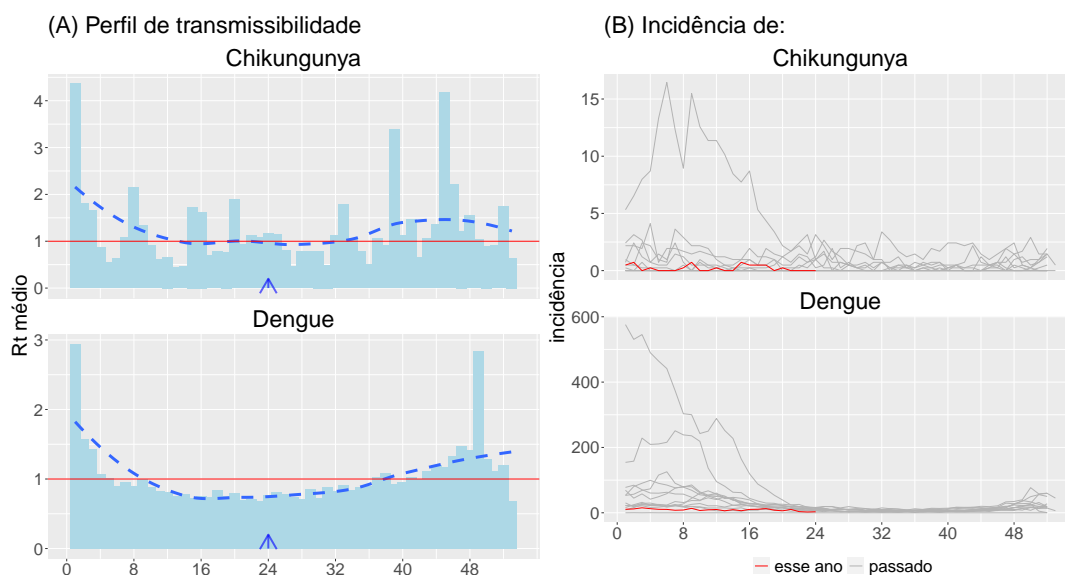 (A) Perfil de transmissibilidade
Chikungunya
4
3
2
1
0
Dengue
3
2
1
0
0 8 16 24 32 40 48
Rt médio
(B) Incidência de:
Chikungunya
15
10
5
0
Dengue
600
400
200
0
0 8 16 24 32 40 48
incidência
esse ano passado